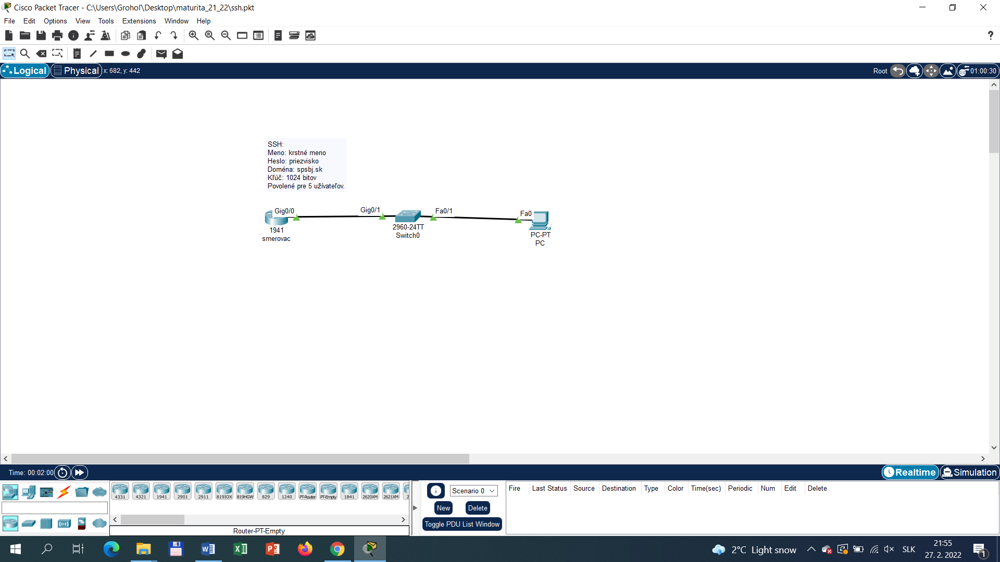 Cisco Packet Tracer - C:\Users\Grohoľ\Desktop\maturita_21_22\ssh.pkt
File Edit Options View Tools Extensions Window Help
?
Logical Physical x: 682, y: 442 Root 01:00:30
SSH:
Meno: krstné meno
Heslo: priezvisko
Doména: spsbj.sk
Kľúč: 1024 bitov
Povolené pre 5 užívateľov.
Gig0/0 Gig0/1 Fa0/1 Fa0
1941
smerovac
2960-24TT
Switch0
PC-PT
PC
Time: 00:02:00 Realtime Simulation
4331 4321 1941 2901 2911 819IOX 819HGW 829 1240 PT-Router PT-Empty 1841 2620XM 2621XM 2
Router-PT-Empty
Scenario 0
New Delete
Toggle PDU List Window
Fire Last Status Source Destination Type Color Time(sec) Periodic Num Edit Delete
2°C Light snow SLK
21:55
27. 2. 2022
1